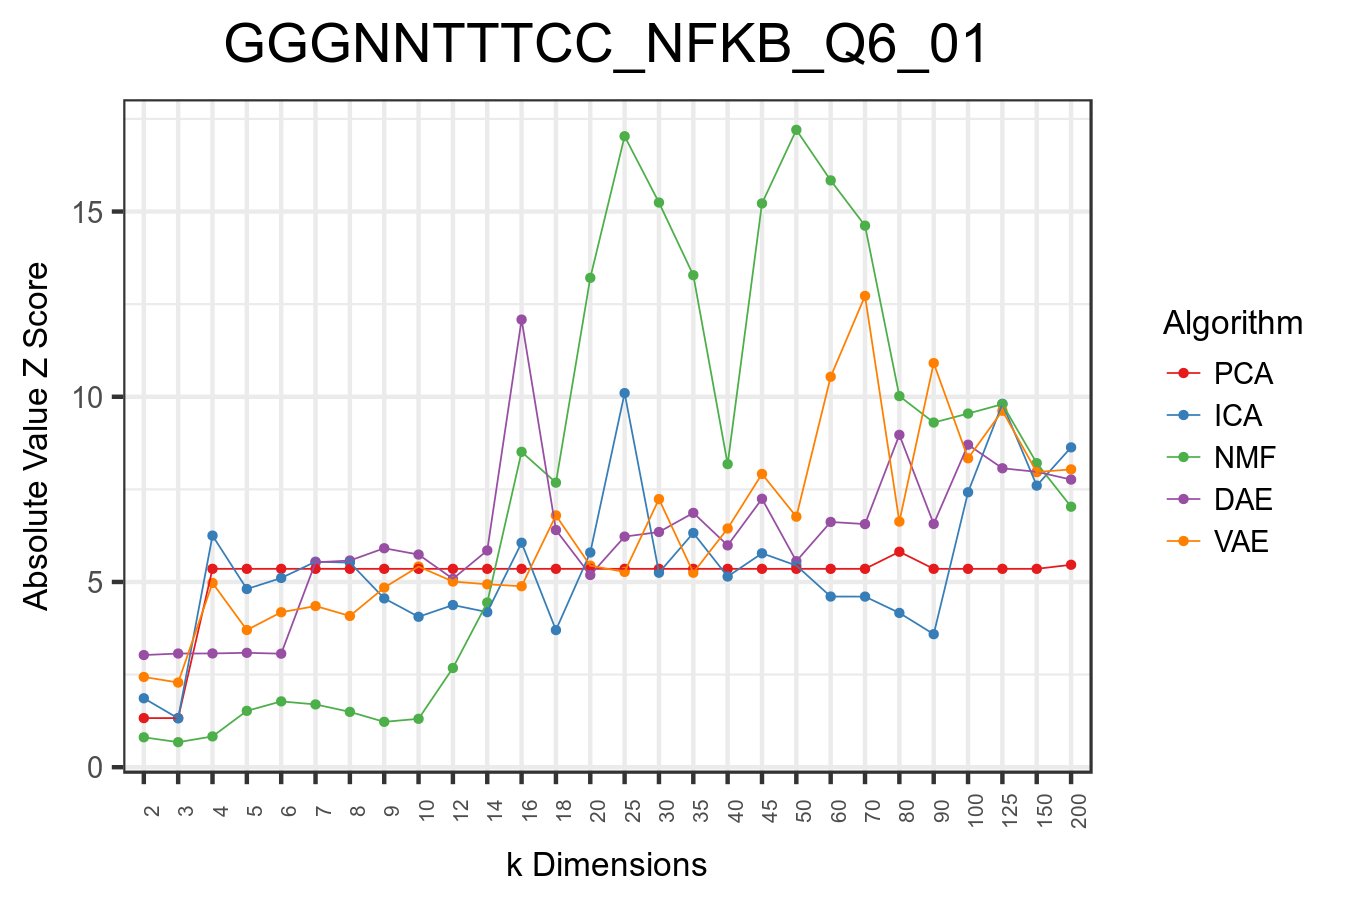 GGGNNTTTCC_NFKB_Q6_01
Absolute Value Z Score
15
10
5
0
2 3 4 5 6 7 8 9 10 12 14 16 18 20 25 30 35 40 45 50 60 70 80 90 100 125 150 200
k Dimensions
Algorithm
PCA
ICA
NMF
DAE
VAE